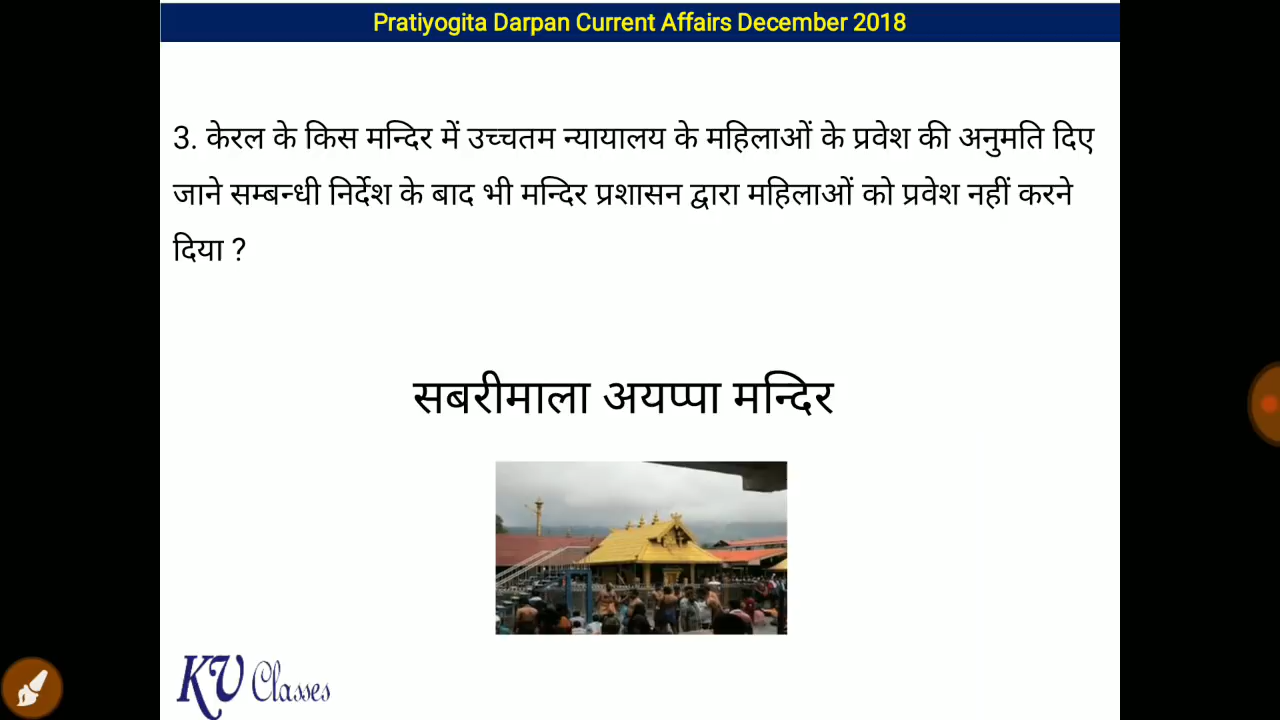 Pratiyogita Darpan Current Affairs December 2018
3. केरल के किस मन्दिर में उच्चतम न्यायालय के महिलाओं के प्रवेश की अनुमति दिए
जाने सम्बन्धी निर्देश के बाद भी मन्दिर प्रशासन द्वारा महिलाओं को प्रवेश नहीं करने
दिया ?
सबरीमाला अयप्पा मन्दिर
KV Classes